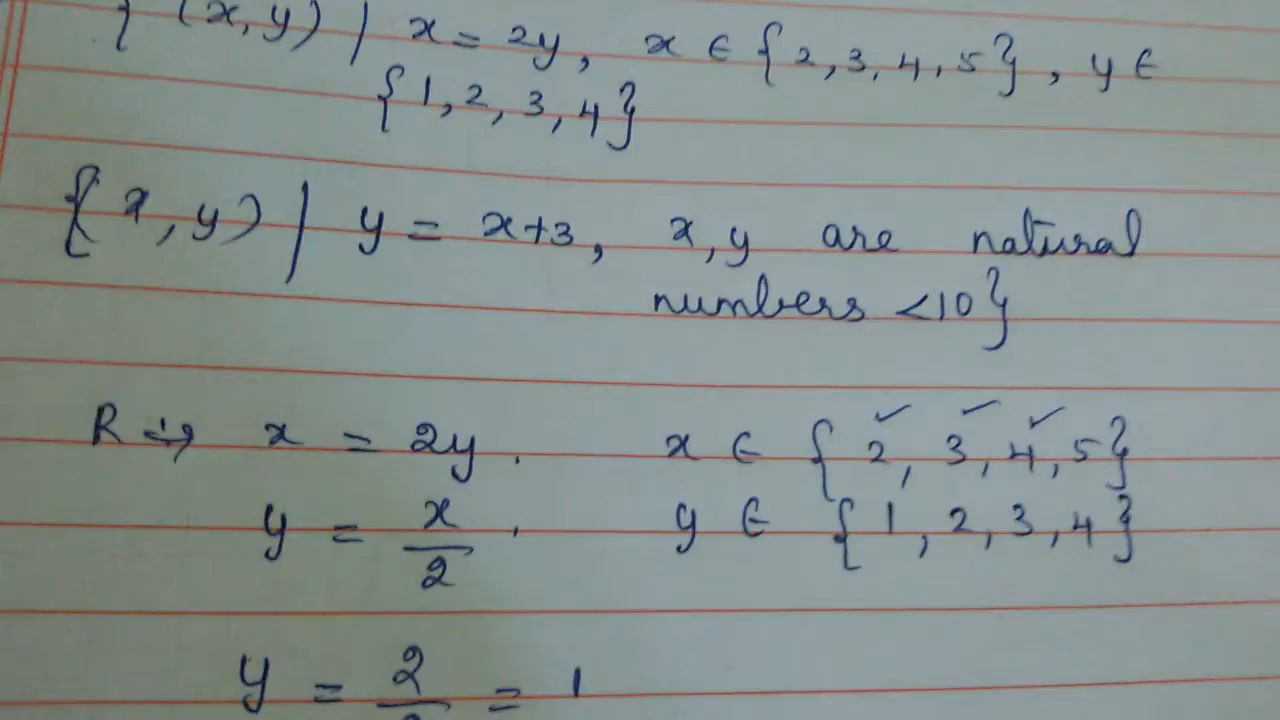 { (x, y) | x = 2y, x ∈ {2, 3, 4, 5}, y ∈
{1, 2, 3, 4}
{x, y) | y = x+3, x, y are natural
numbers <10}
R → x = 2y. x ∈ {2, 3, 4, 5}
y = x/2. y ∈ {1, 2, 3, 4}
y = 2/2 = 1